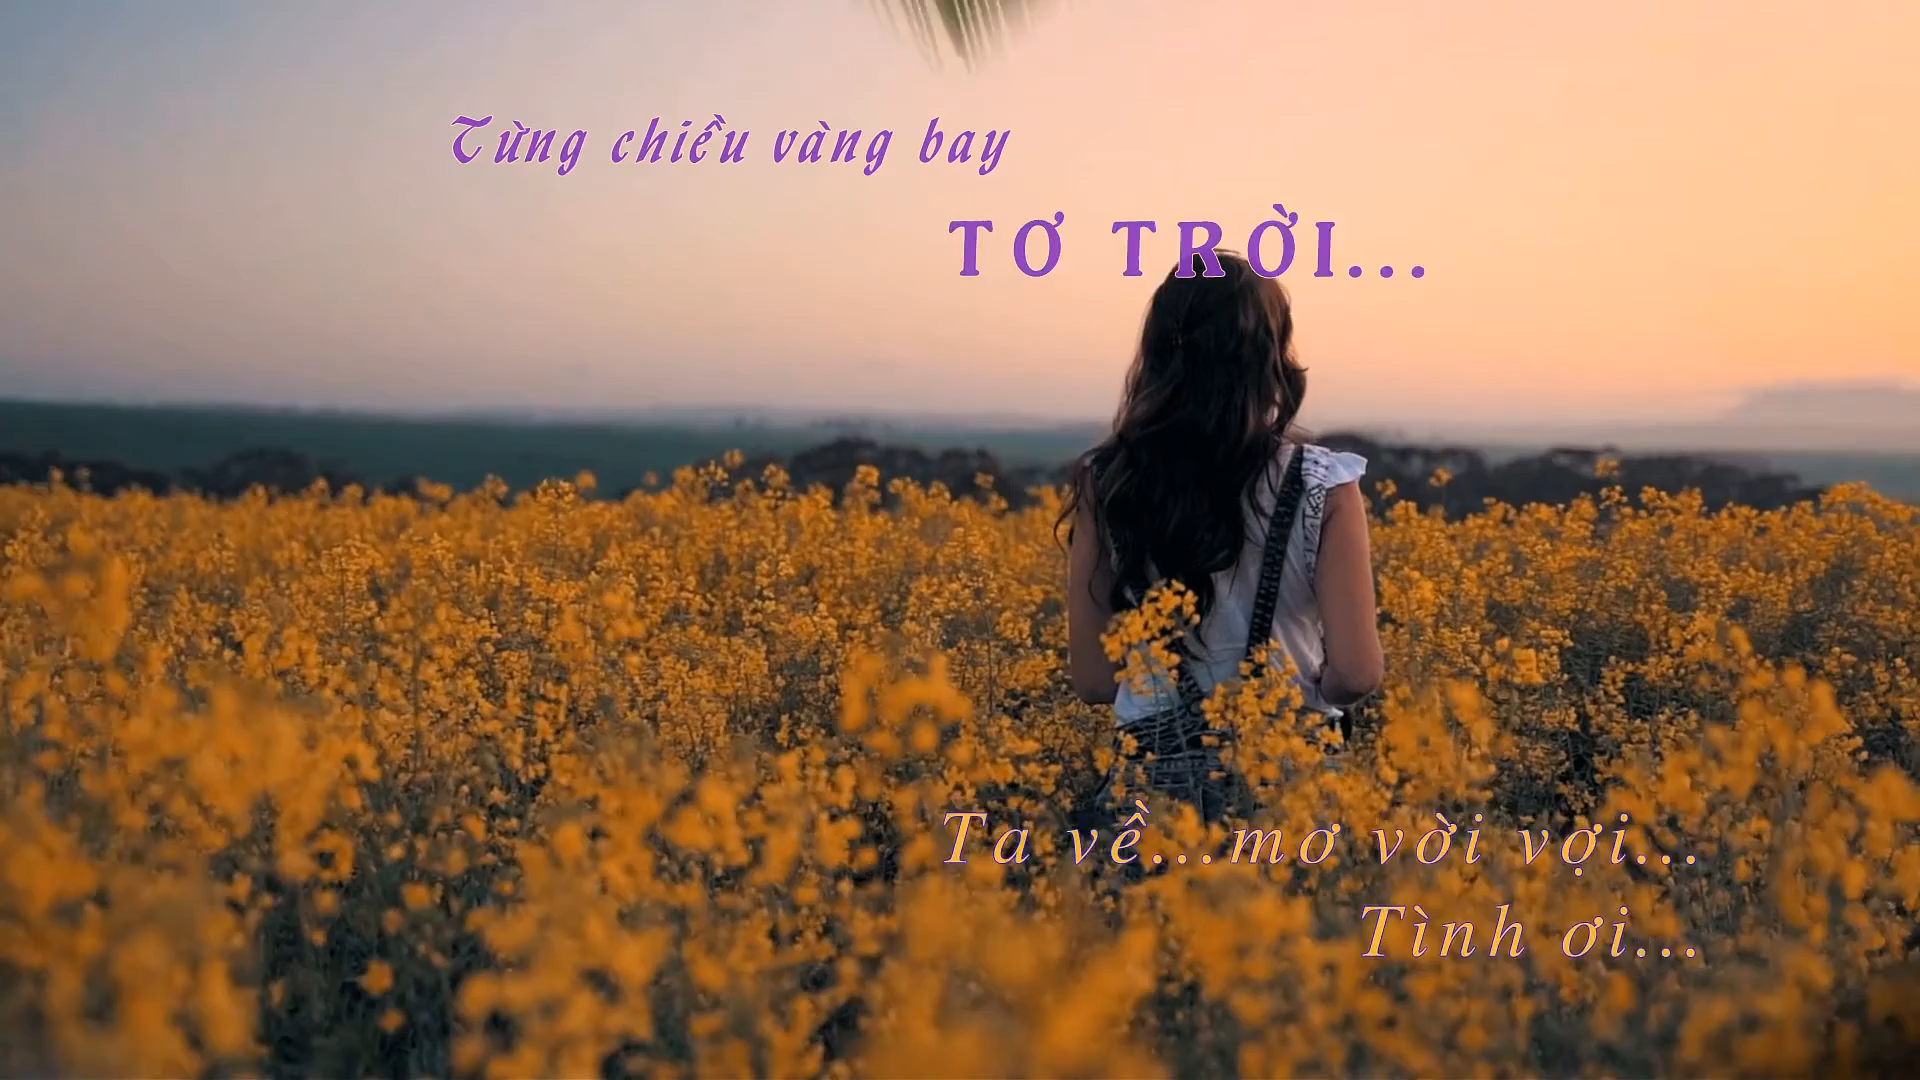 Từng chiều vàng bay
TƠ TRỜI...
Ta về...mơ vời vợi...
Tình ơi...